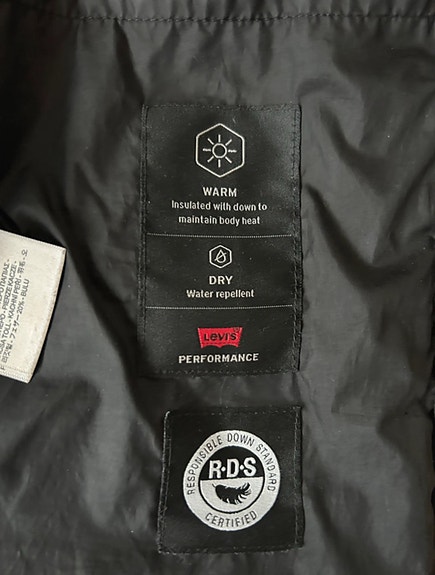 WARM
Insulated with down to
maintain body heat
DRY
Water repellent
Levi's
PERFORMANCE
RESPONSIBLE DOWN STANDARD
R·D·S
CERTIFIED